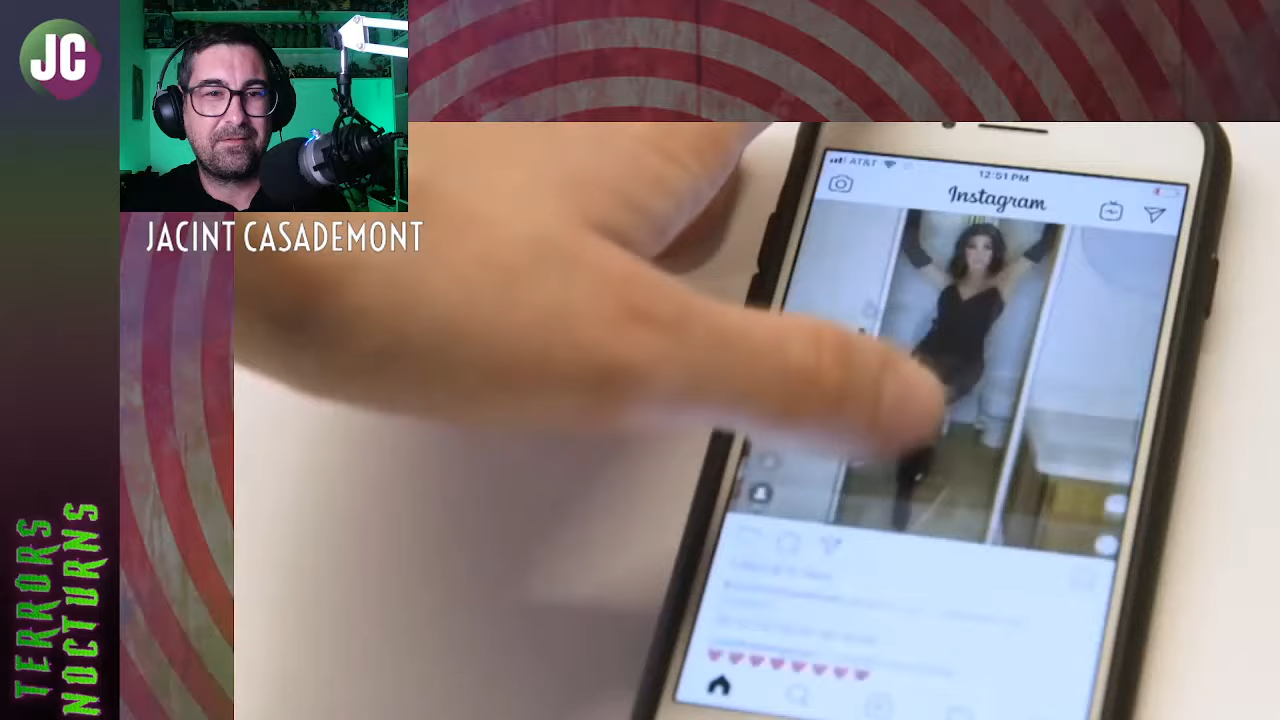 JC
JACINT CASADEMONT
TERRORS
NOCTURNS
AT&T
12:51 PM
Instagram